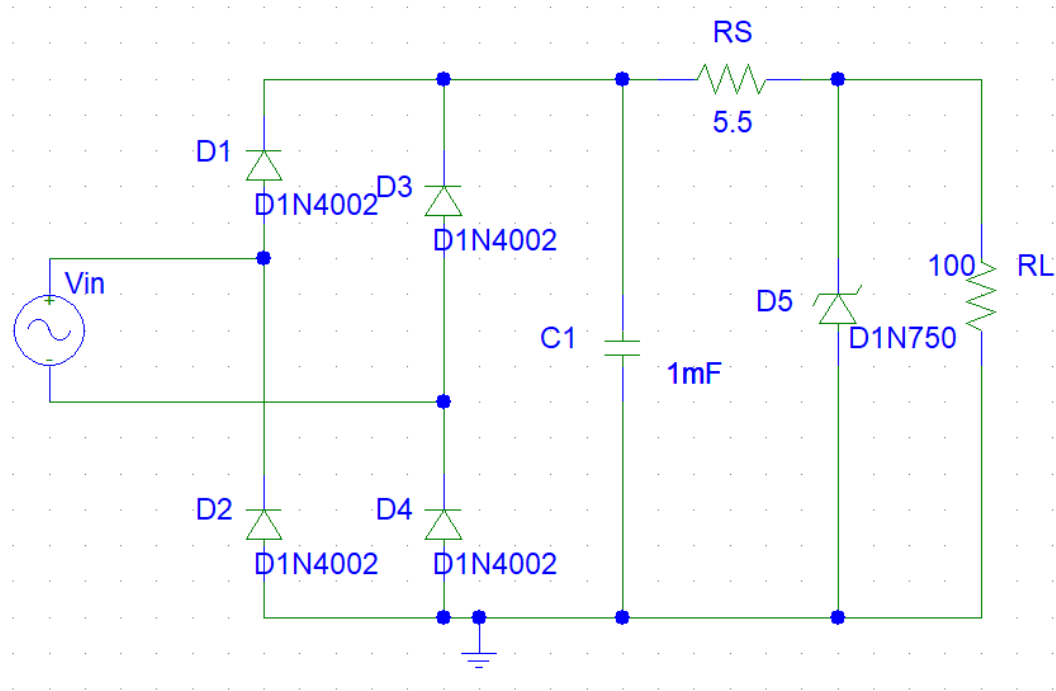 RS
5.5
D1
D1N4002
D3
D1N4002
Vin
+
-
C1
1mF
D5
D1N750
100
RL
D2
D1N4002
D4
D1N4002